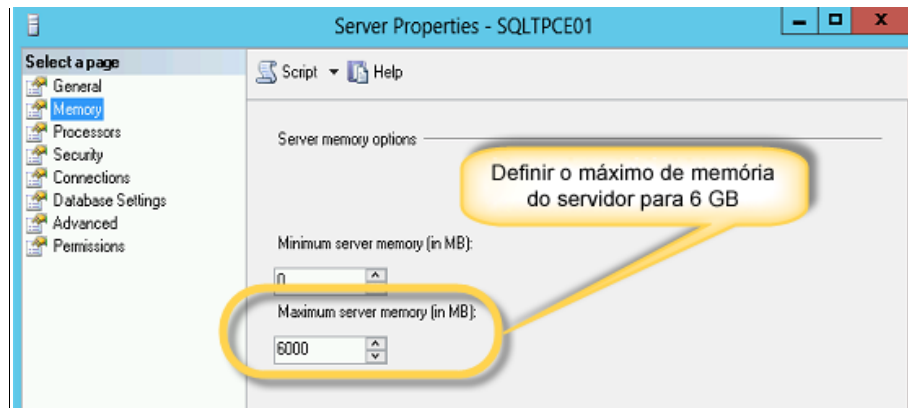 Server Properties - SQLTPCE01
Select a page
General
Memory
Processors
Security
Connections
Database Settings
Advanced
Permissions
Script
Help
Server memory options
Definir o máximo de memória
do servidor para 6 GB
Minimum server memory (in MB):
0
Maximum server memory (in MB):
6000